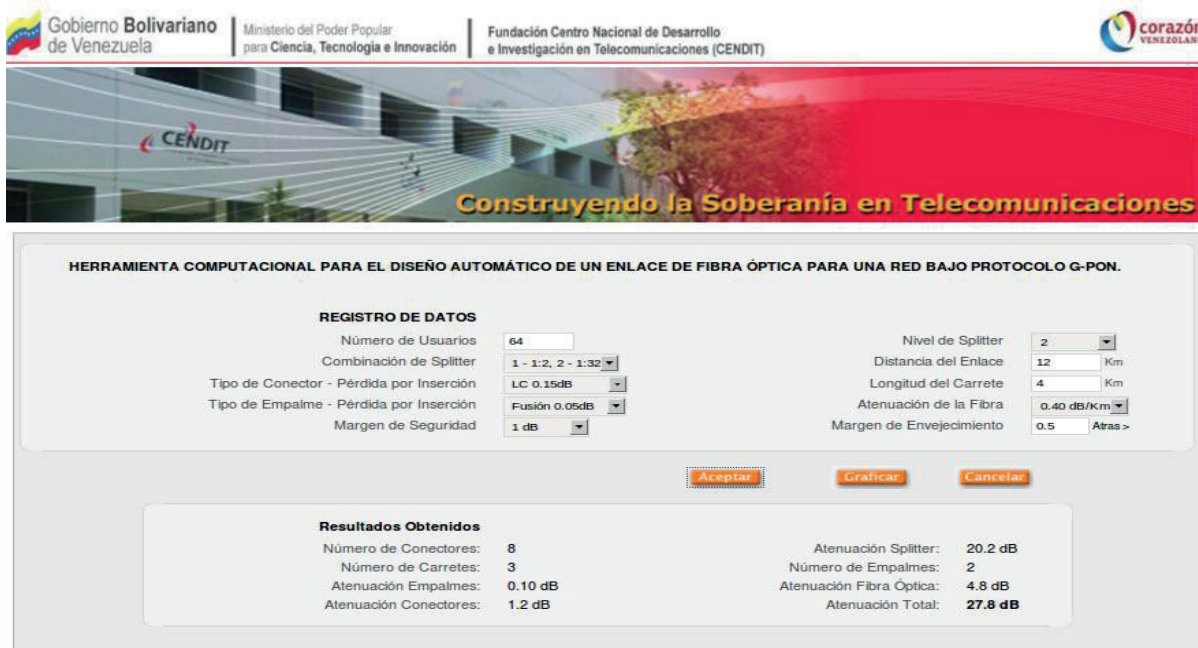 Gobierno Bolivariano
de Venezuela
Ministerio del Poder Popular
para Ciencia, Tecnología e Innovación
Fundación Centro Nacional de Desarrollo
e Investigación en Telecomunicaciones (CENDIT)
corazón
VENEZOLAN
CENDIT
Construyendo la Soberanía en Telecomunicaciones
HERRAMIENTA COMPUTACIONAL PARA EL DISEÑO AUTOMÁTICO DE UN ENLACE DE FIBRA ÓPTICA PARA UNA RED BAJO PROTOCOLO G-PON.
REGISTRO DE DATOS
Número de Usuarios 64 Nivel de Splitter 2
Combinación de Splitter 1 - 1:2, 2 - 1:32 Distancia del Enlace 12 Km
Tipo de Conector - Pérdida por Inserción LC 0.15dB Longitud del Carrete 4 Km
Tipo de Empalme - Pérdida por Inserción Fusión 0.05dB Atenuación de la Fibra 0.40 dB/Km
Margen de Seguridad 1 dB Margen de Envejecimiento 0.5 Atras >
Aceptar Graficar Cancelar
Resultados Obtenidos
Número de Conectores: 8 Atenuación Splitter: 20.2 dB
Número de Carretes: 3 Número de Empalmes: 2
Atenuación Empalmes: 0.10 dB Atenuación Fibra Óptica: 4.8 dB
Atenuación Conectores: 1.2 dB Atenuación Total: 27.8 dB